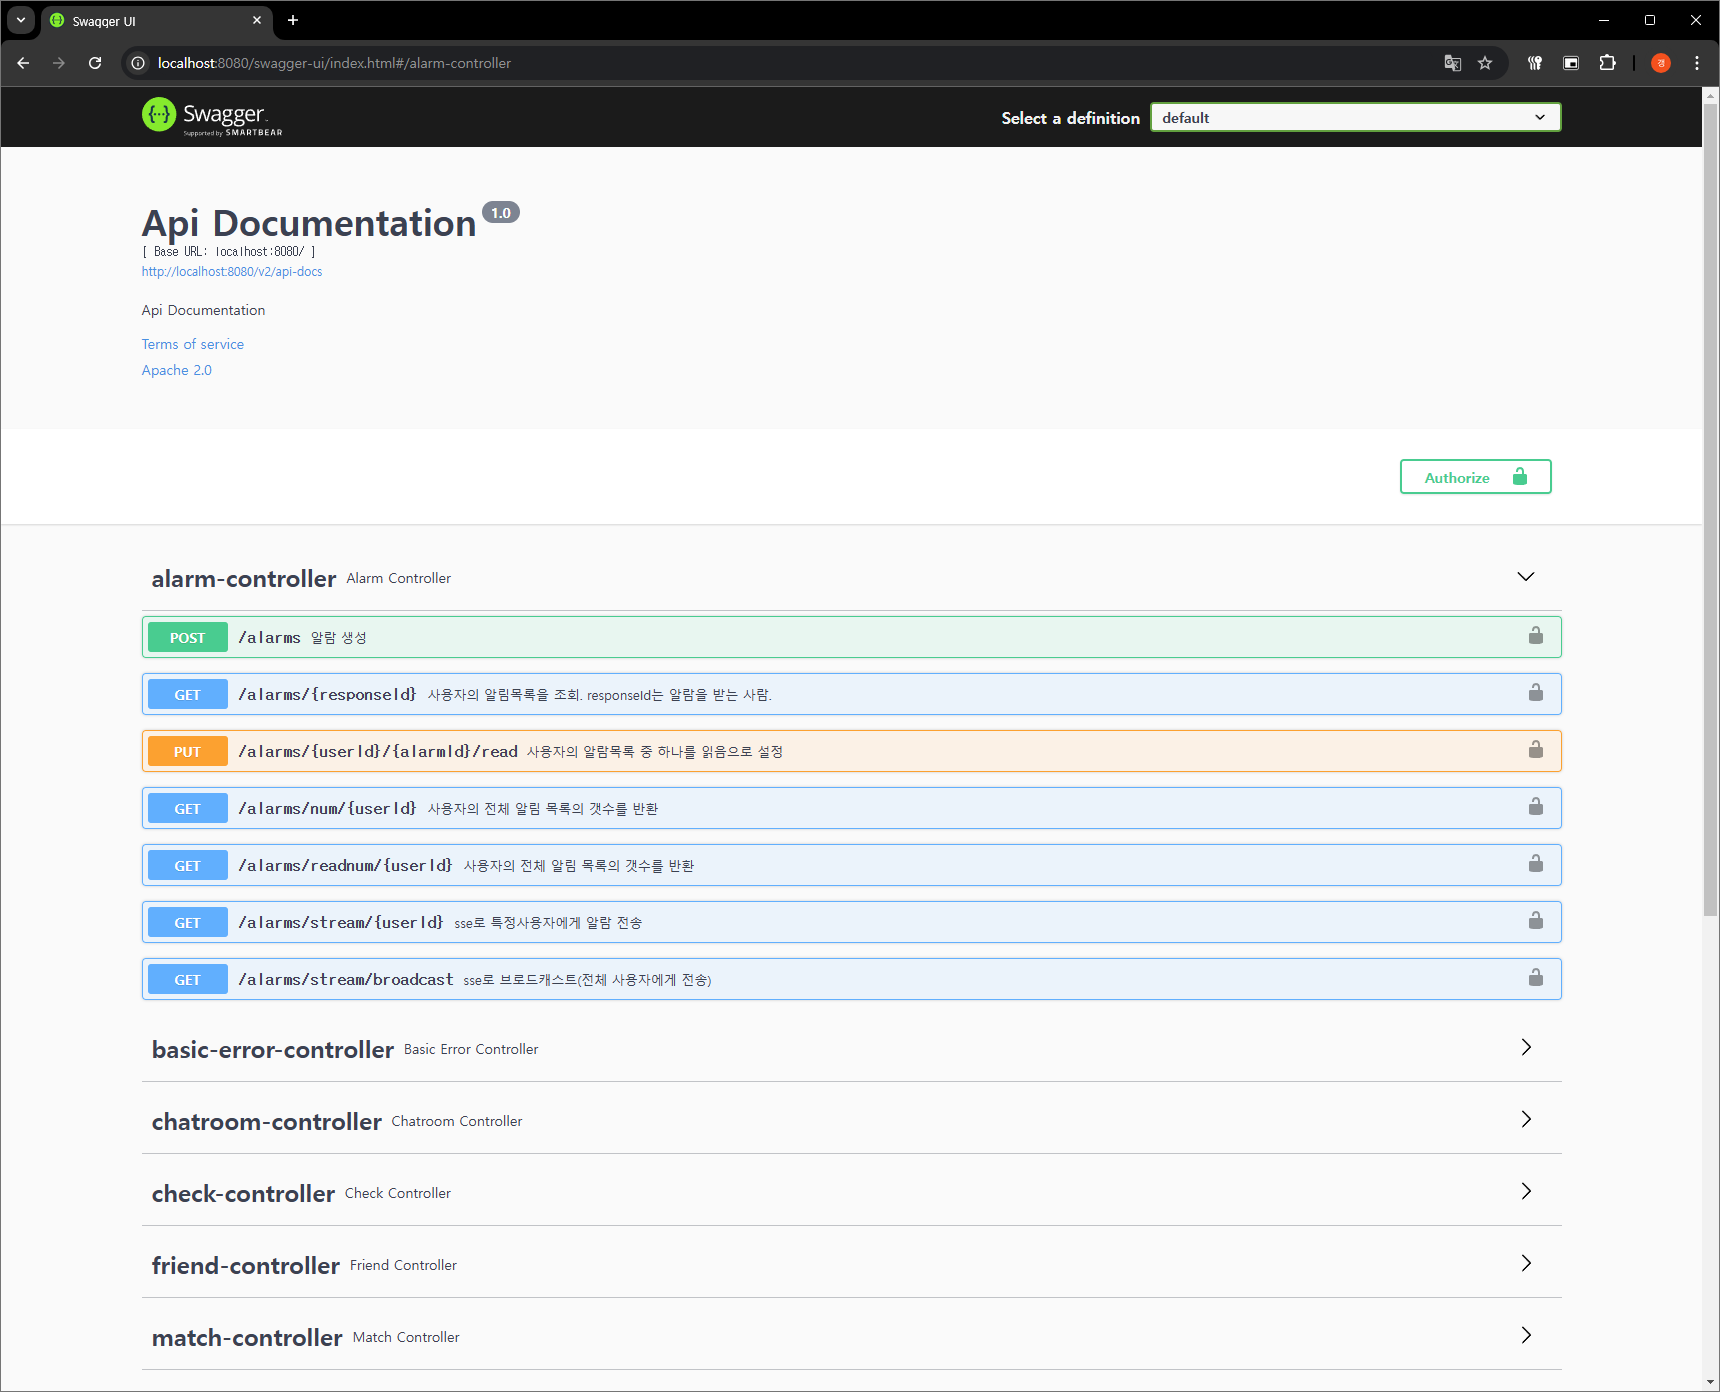 Swagger UI
localhost:8080/swagger-ui/index.html#/alarm-controller
경
Swagger.
Supported by SMARTBEAR
Select a definition
default
Api Documentation 1.0
[ Base URL: localhost:8080/ ]
http://localhost:8080/v2/api-docs
Api Documentation
Terms of service
Apache 2.0
Authorize
alarm-controller Alarm Controller
POST /alarms 알람 생성
GET /alarms/{responseId} 사용자의 알림목록을 조회. responseId는 알람을 받는 사람.
PUT /alarms/{userId}/{alarmId}/read 사용자의 알람목록 중 하나를 읽음으로 설정
GET /alarms/num/{userId} 사용자의 전체 알림 목록의 갯수를 반환
GET /alarms/readnum/{userId} 사용자의 전체 알림 목록의 갯수를 반환
GET /alarms/stream/{userId} sse로 특정사용자에게 알람 전송
GET /alarms/stream/broadcast sse로 브로드캐스트(전체 사용자에게 전송)
basic-error-controller Basic Error Controller
chatroom-controller Chatroom Controller
check-controller Check Controller
friend-controller Friend Controller
match-controller Match Controller